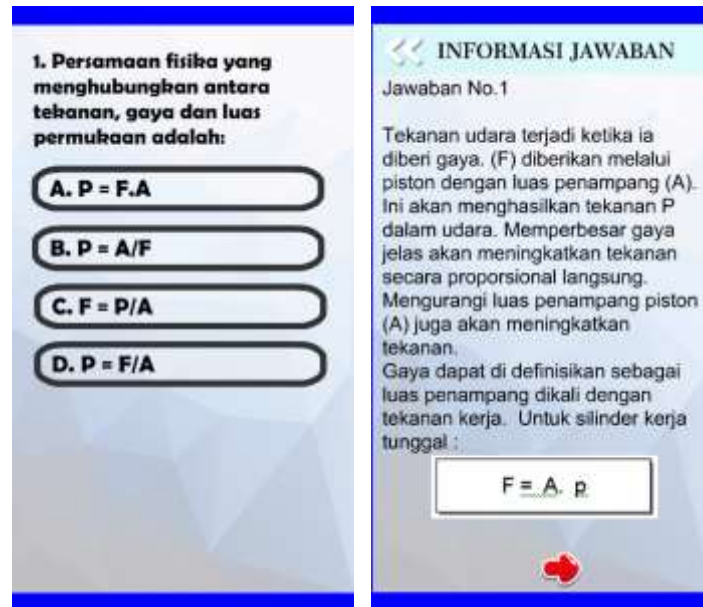 1. Persamaan fisika yang
menghubungkan antara
tekanan, gaya dan luas
permukaan adalah:
A. P = F.A
B. P = A/F
C. F = P/A
D. P = F/A
INFORMASI JAWABAN
Jawaban No.1
Tekanan udara terjadi ketika ia
diberi gaya. (F) diberikan melalui
piston dengan luas penampang (A).
Ini akan menghasilkan tekanan P
dalam udara. Memperbesar gaya
jelas akan meningkatkan tekanan
secara proporsional langsung.
Mengurangi luas penampang piston
(A) juga akan meningkatkan
tekanan.
Gaya dapat di definisikan sebagai
luas penampang dikali dengan
tekanan kerja. Untuk silinder kerja
tunggal :
F = A. p